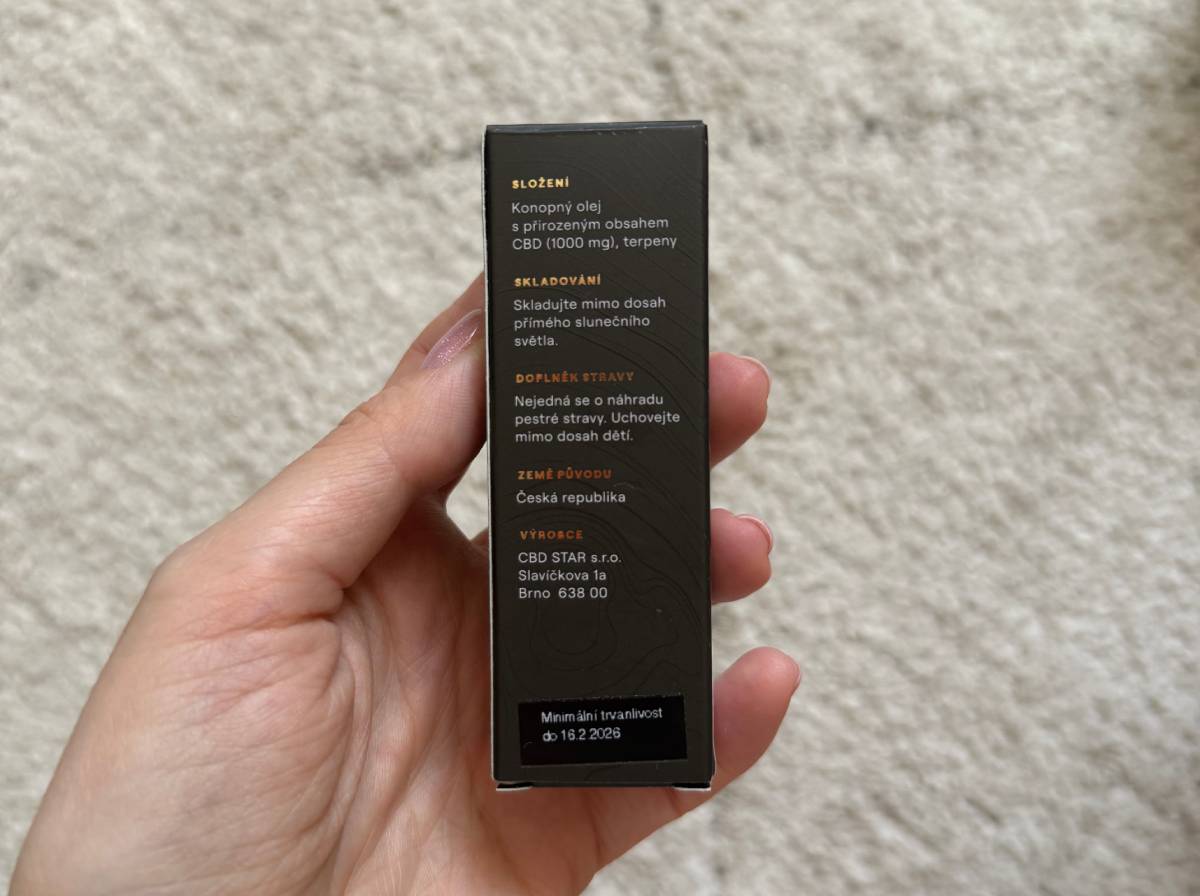 SLOŽENÍ
Konopný olej
s přirozeným obsahem
CBD (1000 mg), terpeny
SKLADOVÁNÍ
Skladujte mimo dosah
přímého slunečního
světla.
DOPLNĚK STRAVY
Nejedná se o náhradu
pestré stravy. Uchovejte
mimo dosah dětí.
ZEMĚ PŮVODU
Česká republika
VÝROBCE
CBD STAR s.r.o.
Slavíčkova 1a
Brno 638 00
Minimální trvanlivost
do 16.2 2026